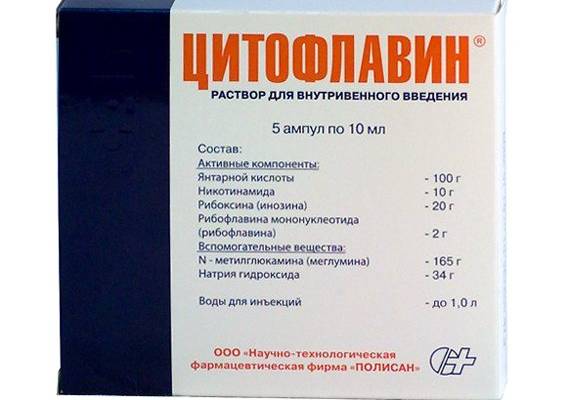 ЦИТОФЛАВИН®
РАСТВОР ДЛЯ ВНУТРИВЕННОГО ВВЕДЕНИЯ
5 ампул по 10 мл
Состав:
Активные компоненты:
Янтарной кислоты - 100 г
Никотинамида - 10 г
Рибоксина (инозина) - 20 г
Рибофлавина мононуклеотида
(рибофлавина) - 2 г
Вспомогательные вещества:
N - метилглюкамина (меглумина) - 165 г
Натрия гидроксида - 34 г
Воды для инъекций - до 1,0 л
ООО «Научно-технологическая
фармацевтическая фирма «ПОЛИСАН»